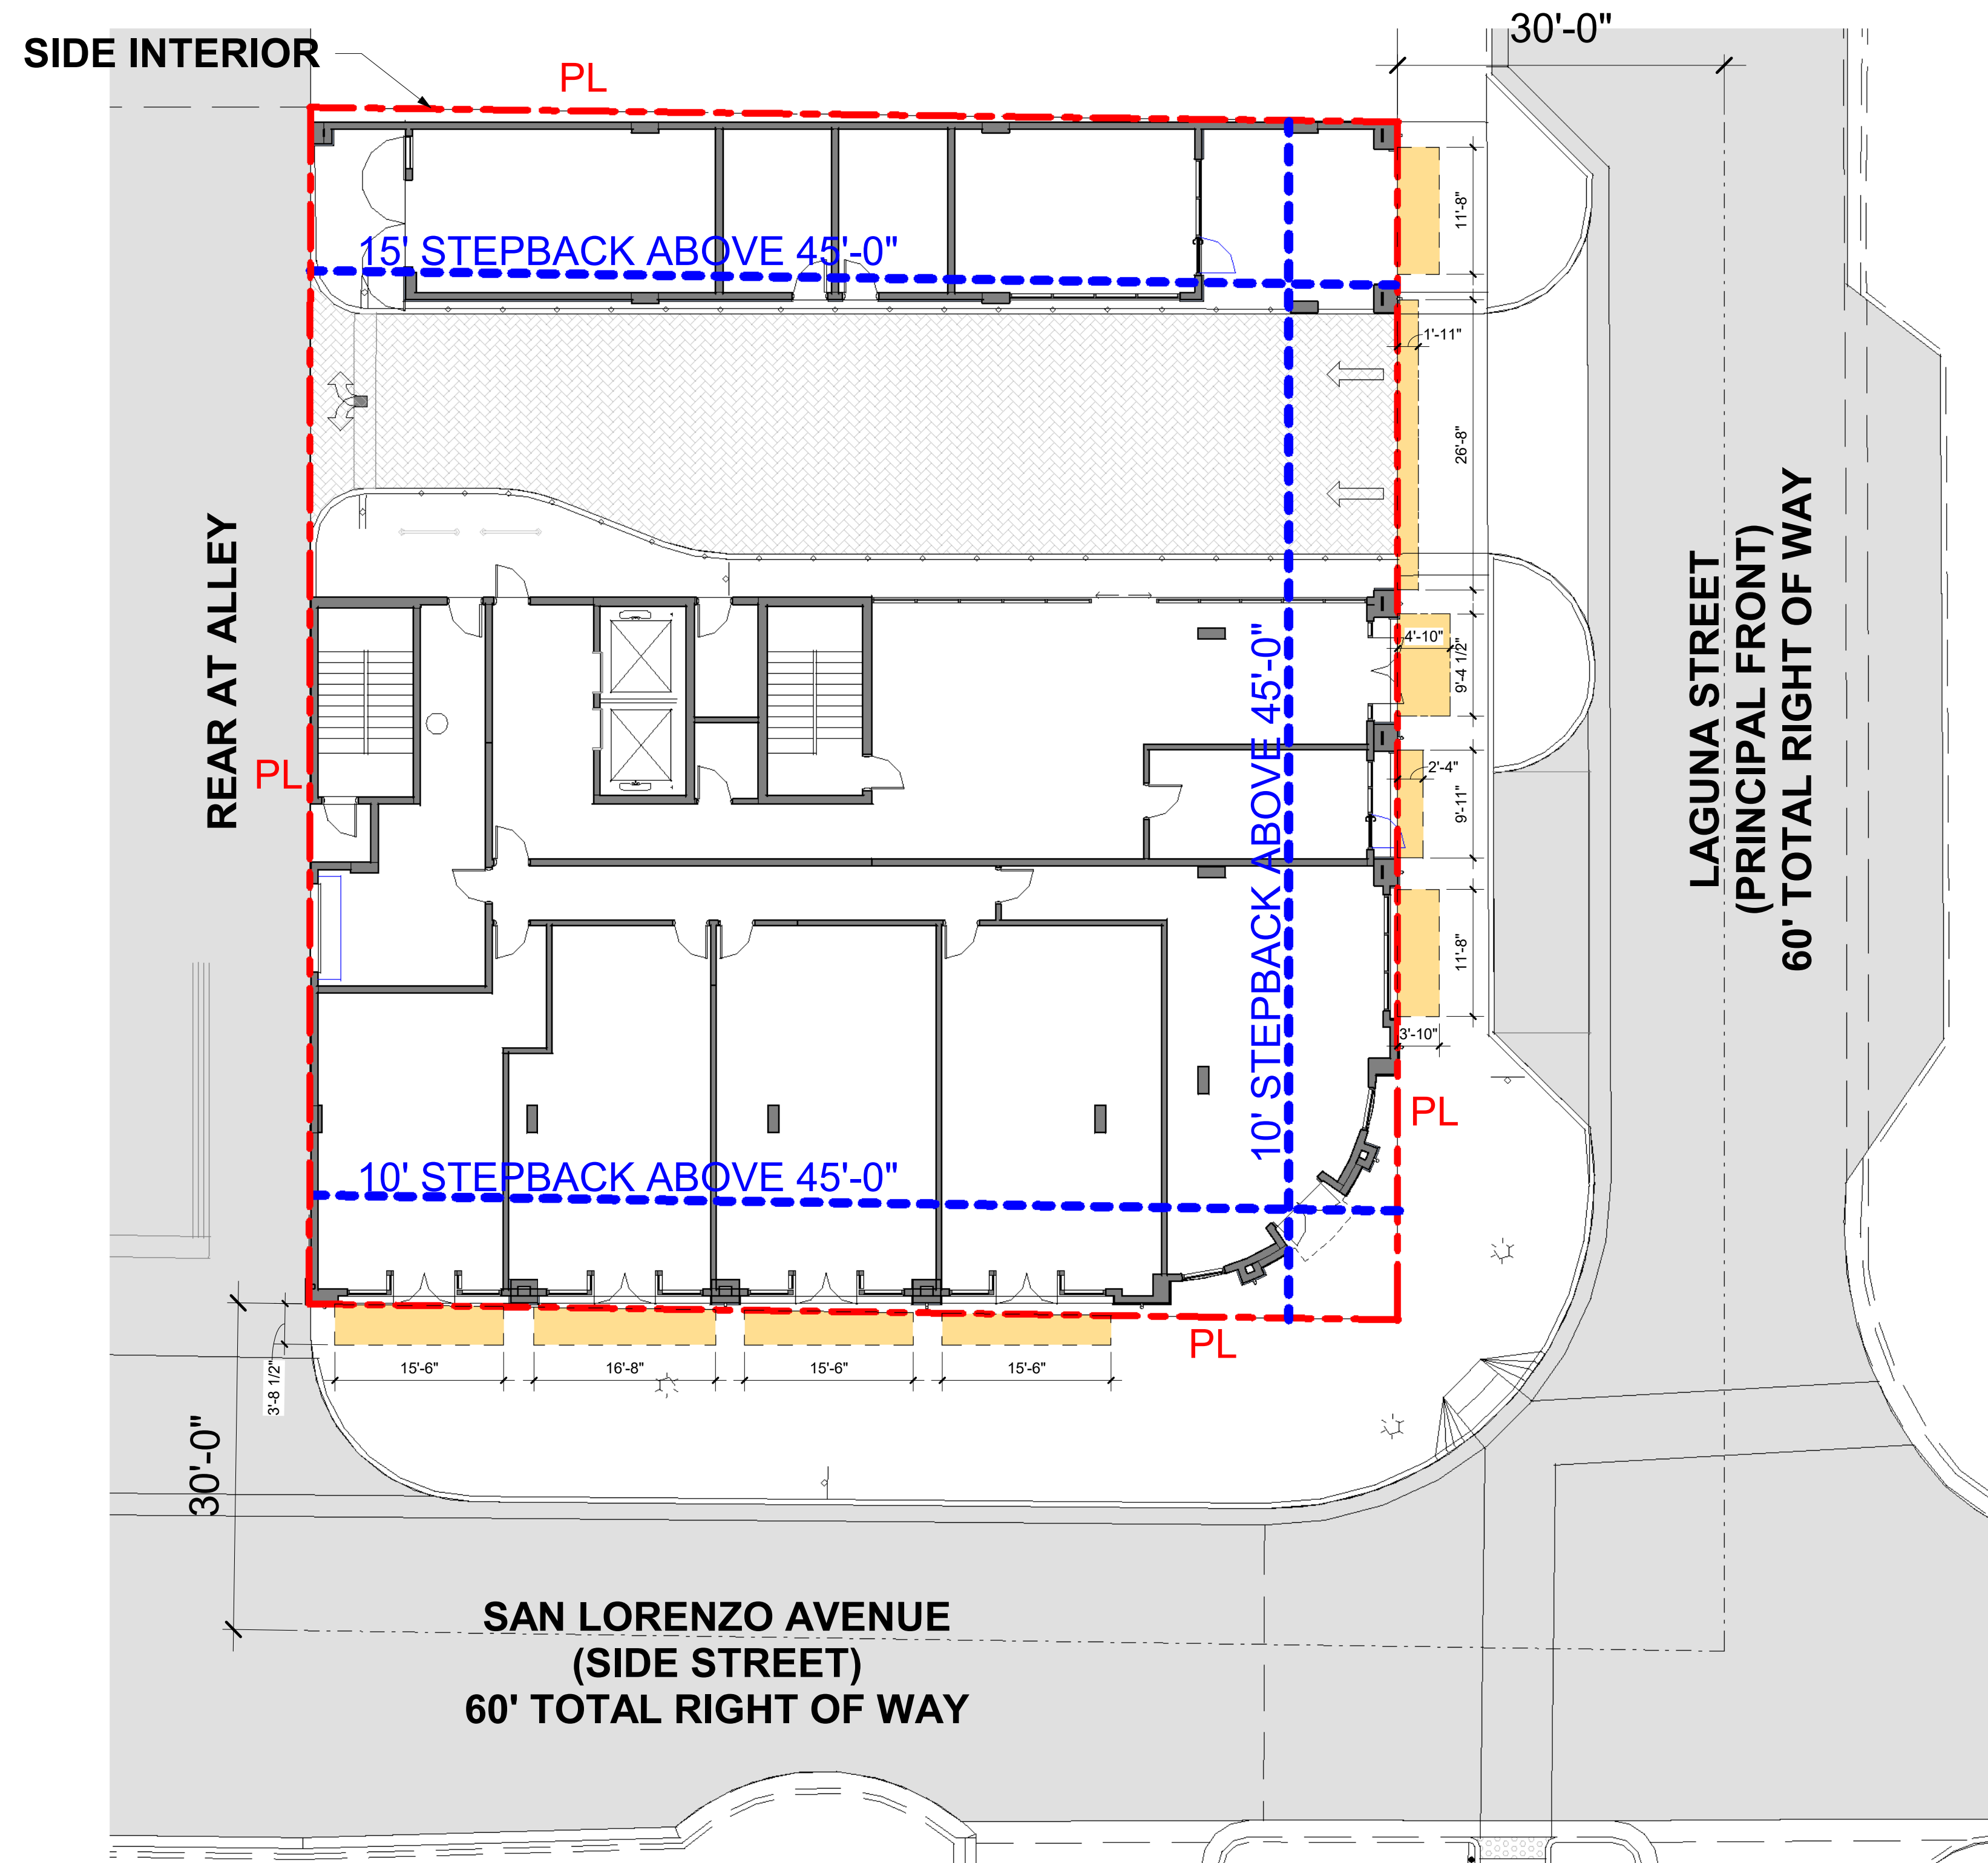 30'-0"
SIDE INTERIOR
PL
11'-8"
15' STEPBACK ABOVE 45'-0"
1'-11"
26'-8"
REAR AT ALLEY
PL
10' STEPBACK ABOVE 45'-0"
4'-10"
9'-4 1/2"
2'-4"
9'-11"
11'-8"
3'-10"
LAGUNA STREET
(PRINCIPAL FRONT)
60' TOTAL RIGHT OF WAY
PL
10' STEPBACK ABOVE 45'-0"
PL
15'-6"
16'-8"
15'-6"
15'-6"
3'-8 1/2"
30'-0"
SAN LORENZO AVENUE
(SIDE STREET)
60' TOTAL RIGHT OF WAY